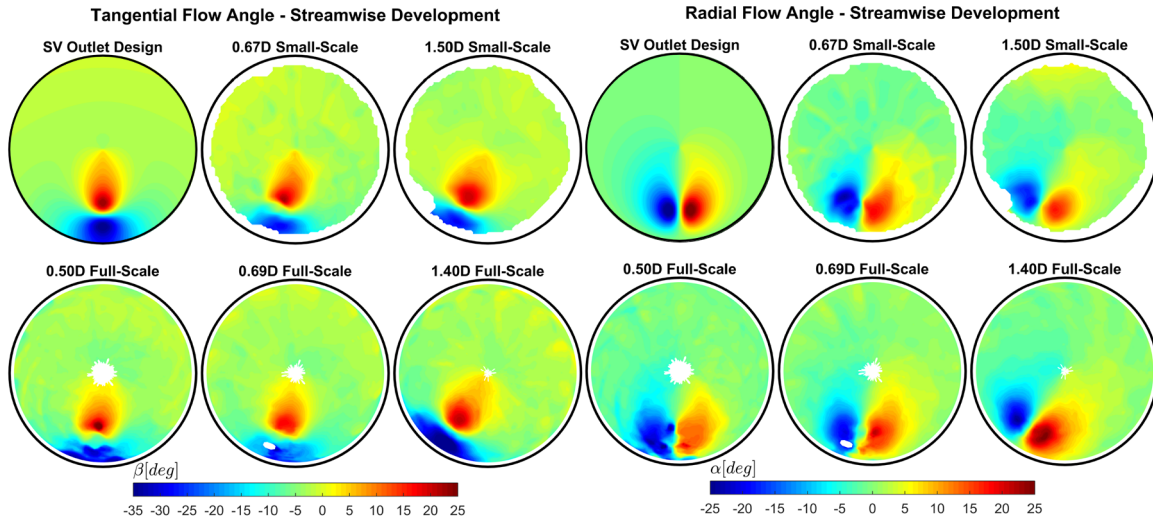 Tangential Flow Angle - Streamwise Development
Radial Flow Angle - Streamwise Development
SV Outlet Design
0.67D Small-Scale
1.50D Small-Scale
SV Outlet Design
0.67D Small-Scale
1.50D Small-Scale
0.50D Full-Scale
0.69D Full-Scale
1.40D Full-Scale
0.50D Full-Scale
0.69D Full-Scale
1.40D Full-Scale
β[deg]
-35 -30 -25 -20 -15 -10 -5 0 5 10 15 20 25
α[deg]
-25 -20 -15 -10 -5 0 5 10 15 20 25